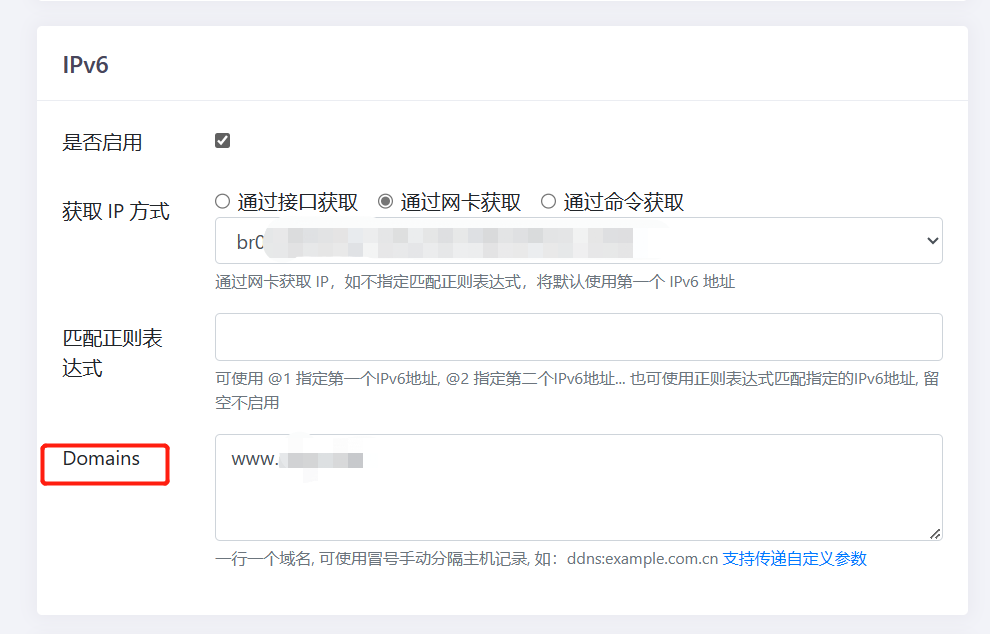 IPv6
是否启用
获取 IP 方式
通过接口获取 通过网卡获取 通过命令获取
br0
通过网卡获取 IP，如不指定匹配正则表达式，将默认使用第一个 IPv6 地址
匹配正则表
达式
可使用 @1 指定第一个IPv6地址, @2 指定第二个IPv6地址... 也可使用正则表达式匹配指定的IPv6地址, 留
空不启用
Domains
www.
一行一个域名, 可使用冒号手动分隔主机记录, 如：ddns:example.com.cn 支持传递自定义参数